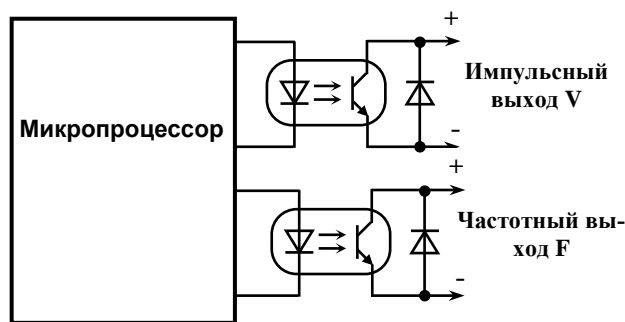 +
Импульсный
выход V
Микропроцессор
-
+
Частотный вы-
ход F
-